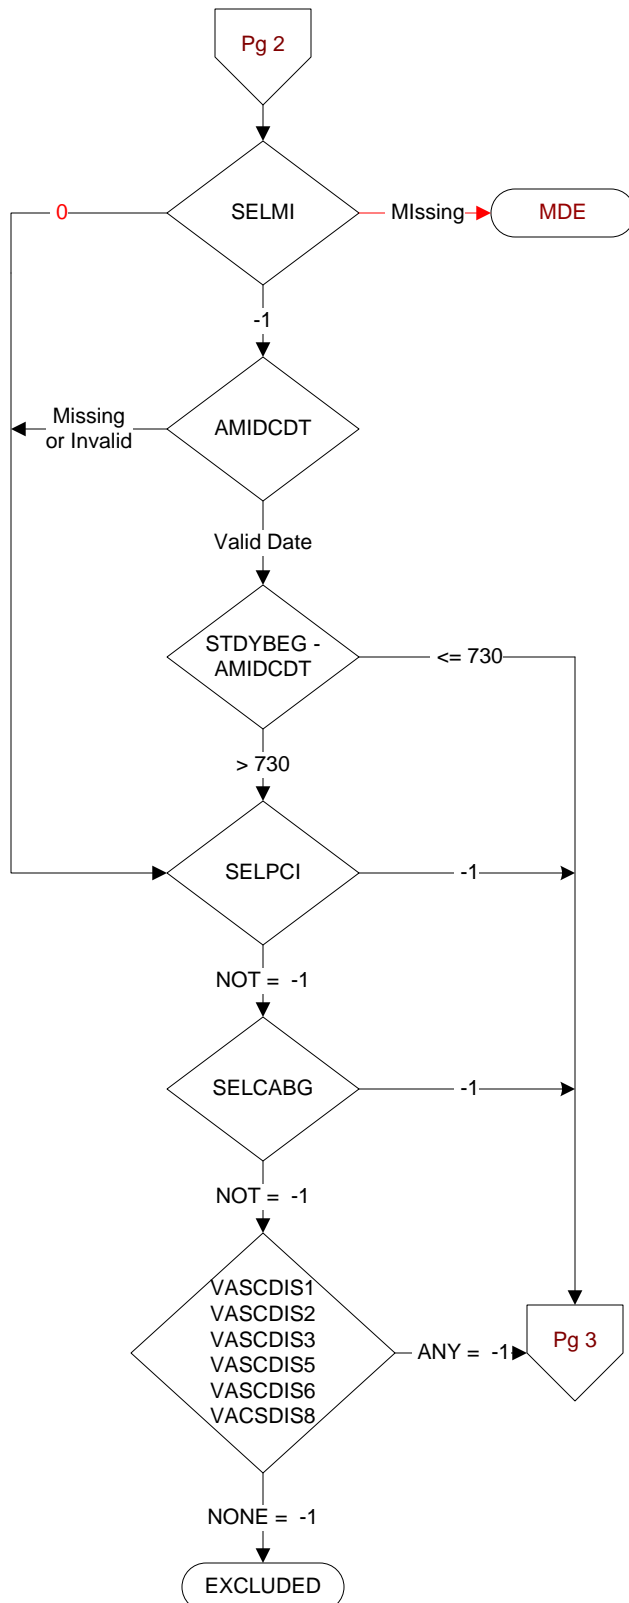 Pg 2
SELMI
0
MIssing
MDE
-1
AMIDCDT
Missing
or Invalid
Valid Date
STDYBEG -
AMIDCDT
<= 730
> 730
SELPCI
-1
NOT = -1
SELCABG
-1
NOT = -1
VASCDIS1
VASCDIS2
VASCDIS3
VASCDIS5
VASCDIS6
VACSDIS8
ANY = -1
Pg 3
NONE = -1
EXCLUDED